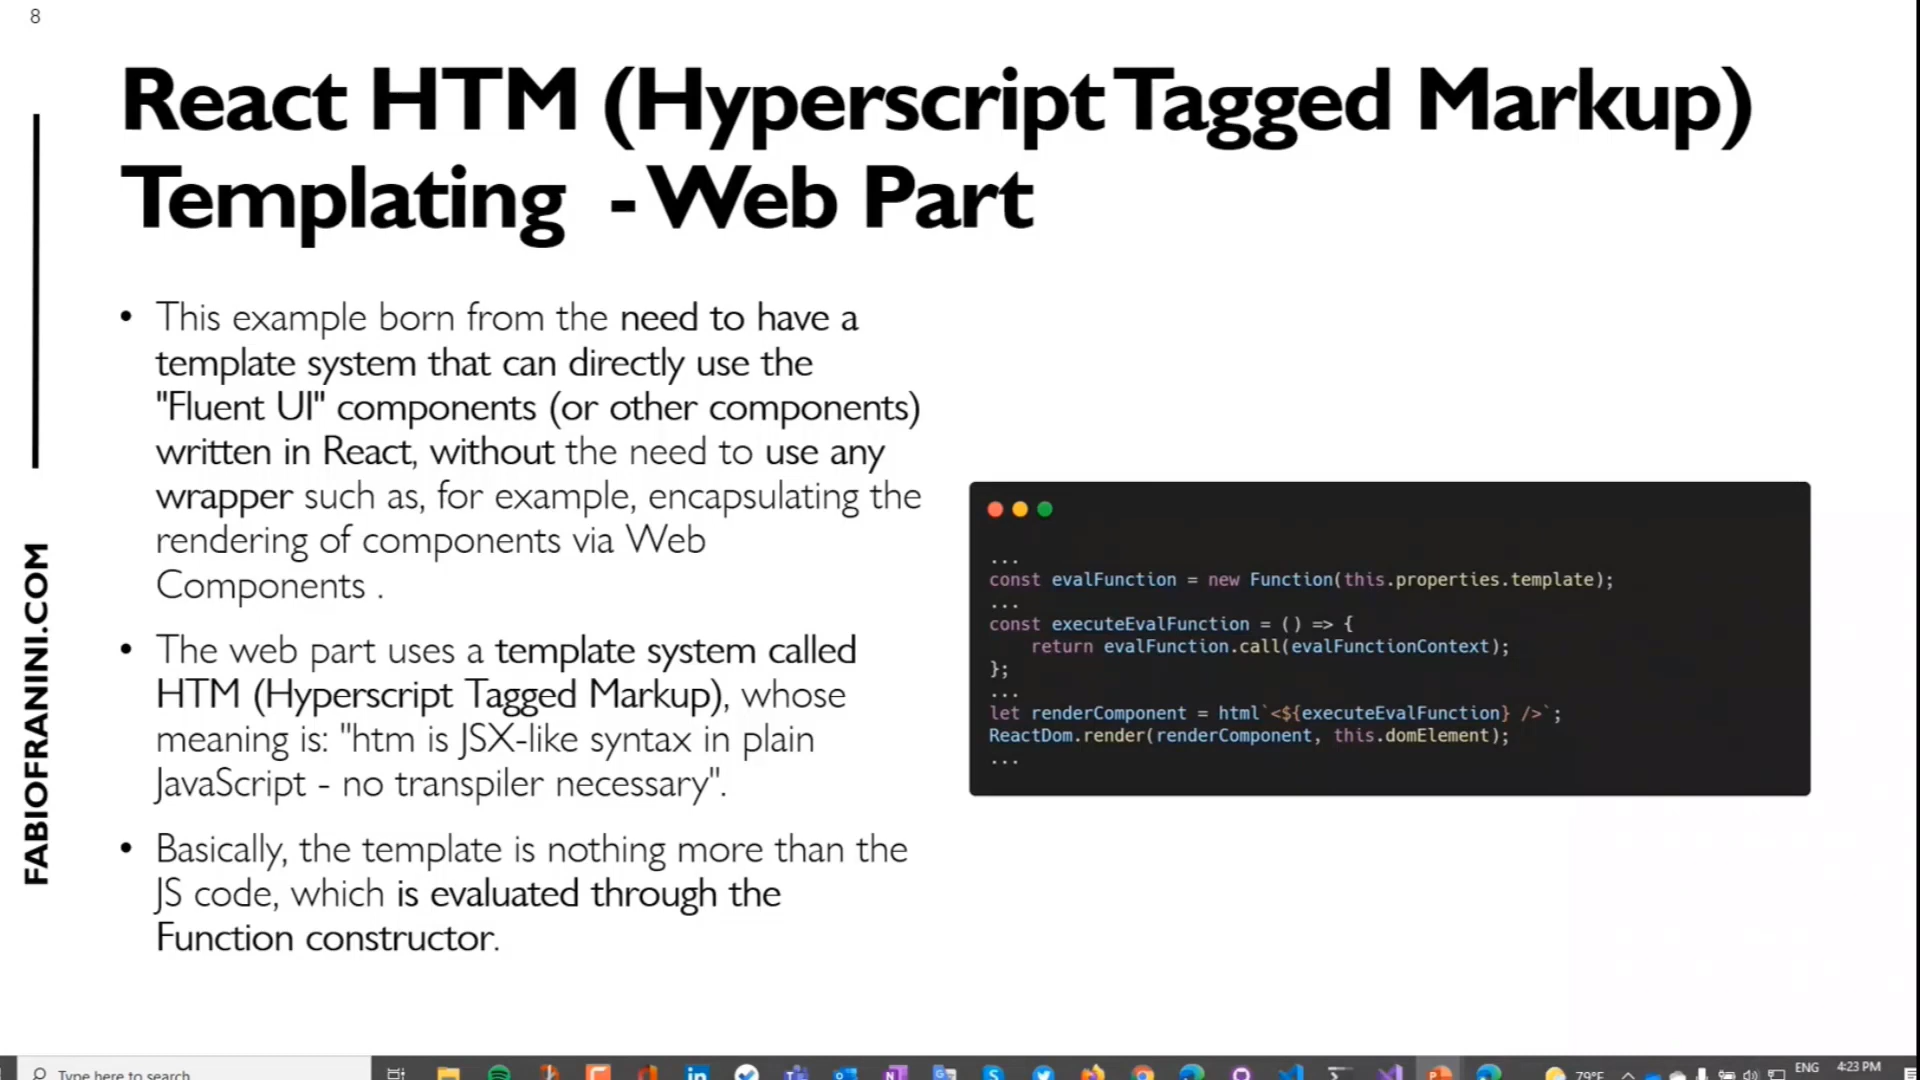 8
React HTM (Hyperscript Tagged Markup)
Templating - Web Part
FABIOFRANINI.COM
• This example born from the need to have a
template system that can directly use the
"Fluent UI" components (or other components)
written in React, without the need to use any
wrapper such as, for example, encapsulating the
rendering of components via Web
Components .
• The web part uses a template system called
HTM (Hyperscript Tagged Markup), whose
meaning is: "htm is JSX-like syntax in plain
JavaScript - no transpiler necessary".
• Basically, the template is nothing more than the
JS code, which is evaluated through the
Function constructor.
...
const evalFunction = new Function(this.properties.template);
...
const executeEvalFunction = () => {
return evalFunction.call(evalFunctionContext);
};
...
let renderComponent = html`<${executeEvalFunction} />`;
ReactDom.render(renderComponent, this.domElement);
...
Type here to search
79°F
ENG
4:23 PM